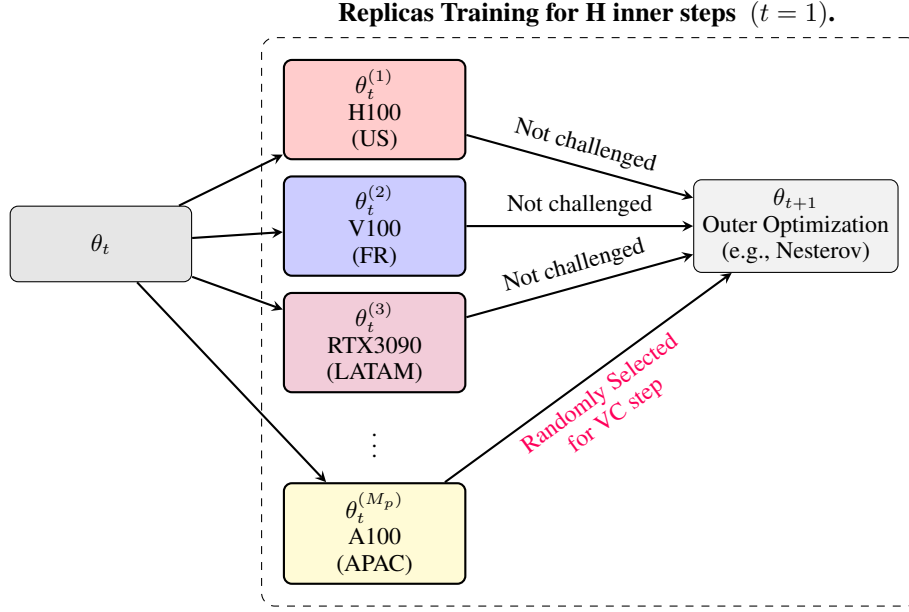 Replicas Training for H inner steps (t = 1).
θ_t
θ_t^{(1)}
H100
(US)
θ_t^{(2)}
V100
(FR)
θ_t^{(3)}
RTX3090
(LATAM)
⋮
θ_t^{(M_p)}
A100
(APAC)
Not challenged
Not challenged
Not challenged
Randomly Selected
for VC step
θ_{t+1}
Outer Optimization
(e.g., Nesterov)